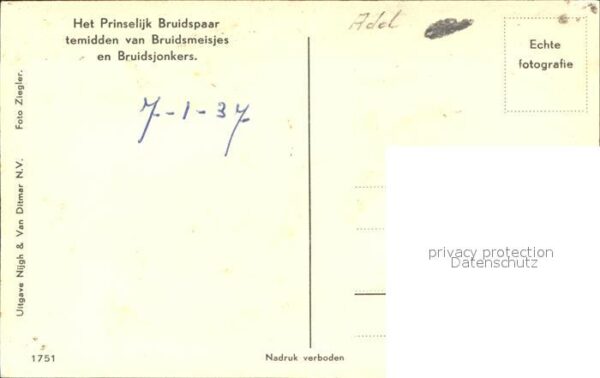 Het Prinselijk Bruidspaar
temidden van Bruidsmeisjes
en Bruidsjonkers.
Adel
Echte
fotografie
7-1-37
Foto Ziegler.
Uitgave Nijgh & Van Ditmar N.V.
privacy protection
Datenschutz
1751
Nadruk verboden